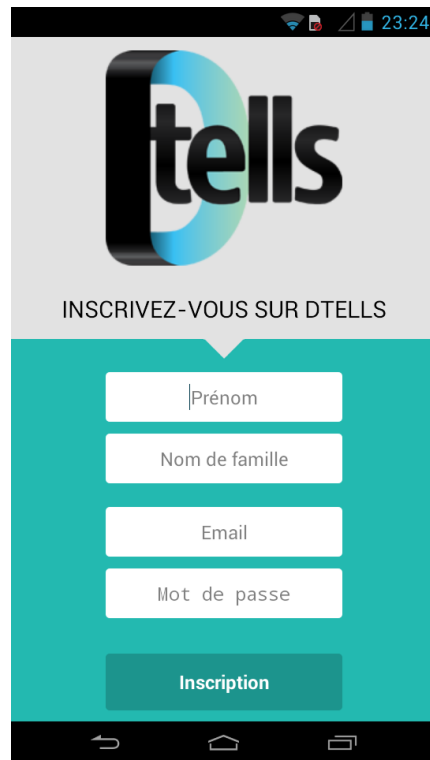 23:24
Dtells
INSCRIVEZ-VOUS SUR DTELLS
Prénom
Nom de famille
Email
Mot de passe
Inscription